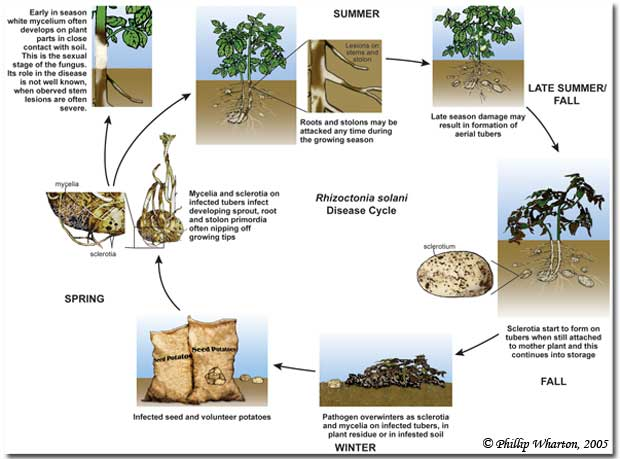 Early in season
white mycelium often
develops on plant
parts in close
contact with soil.
This is the sexual
stage of the fungus.
Its role in the disease
is not well known,
when oberved stem
lesions are often
severe.
SUMMER
Lesions on
stems and
stolon
Roots and stolons may be
attacked any time during
the growing season
Late season damage may
result in formation of
aerial tubers
LATE SUMMER/
FALL
mycelia
sclerotia
Mycelia and sclerotia on
infected tubers infect
developing sprout, root
and stolon primordia
often nipping off
growing tips
Rhizoctonia solani
Disease Cycle
sclerotium
Sclerotia start to form on
tubers when still attached
to mother plant and this
continues into storage
FALL
SPRING
Seed Potatos
Seed Potatoes
Infected seed and volunteer potatoes
Pathogen overwinters as sclerotia
and mycelia on infected tubers, in
plant residue or in infested soil
WINTER
© Phillip Wharton, 2005